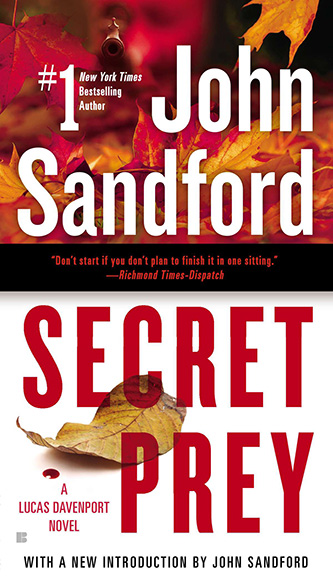 #1
New York Times
Bestselling
Author
John
Sandford
"Don't start if you don't plan to finish it in one sitting."
—Richmond Times-Dispatch
SECRET
PREY
A
LUCAS DAVENPORT
NOVEL
B
WITH A NEW INTRODUCTION BY JOHN SANDFORD